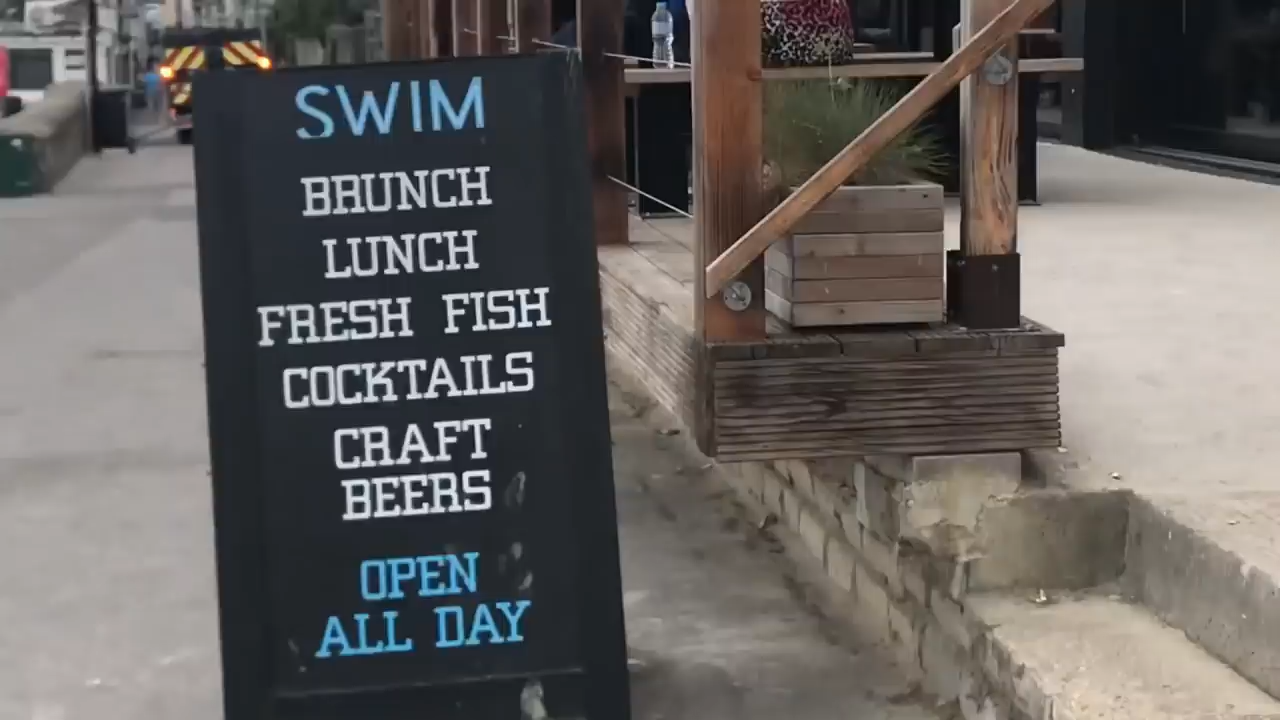 SWIM
BRUNCH
LUNCH
FRESH FISH
COCKTAILS
CRAFT
BEERS
OPEN
ALL DAY